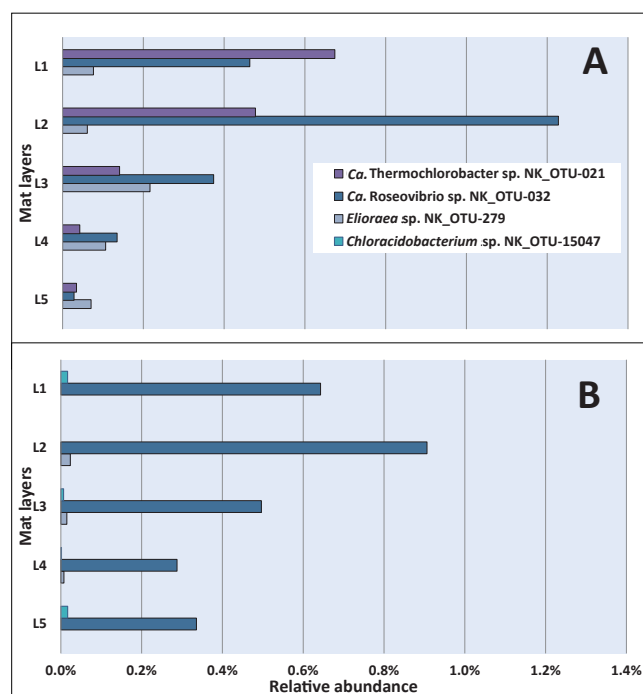 A
L1
L2
L3
L4
L5
Mat layers
Ca. Thermochlorobacter sp. NK_OTU-021
Ca. Roseovibrio sp. NK_OTU-032
Elioraea sp. NK_OTU-279
Chloracidobacterium sp. NK_OTU-15047
B
L1
L2
L3
L4
L5
Mat layers
0.0% 0.2% 0.4% 0.6% 0.8% 1.0% 1.2% 1.4%
Relative abundance